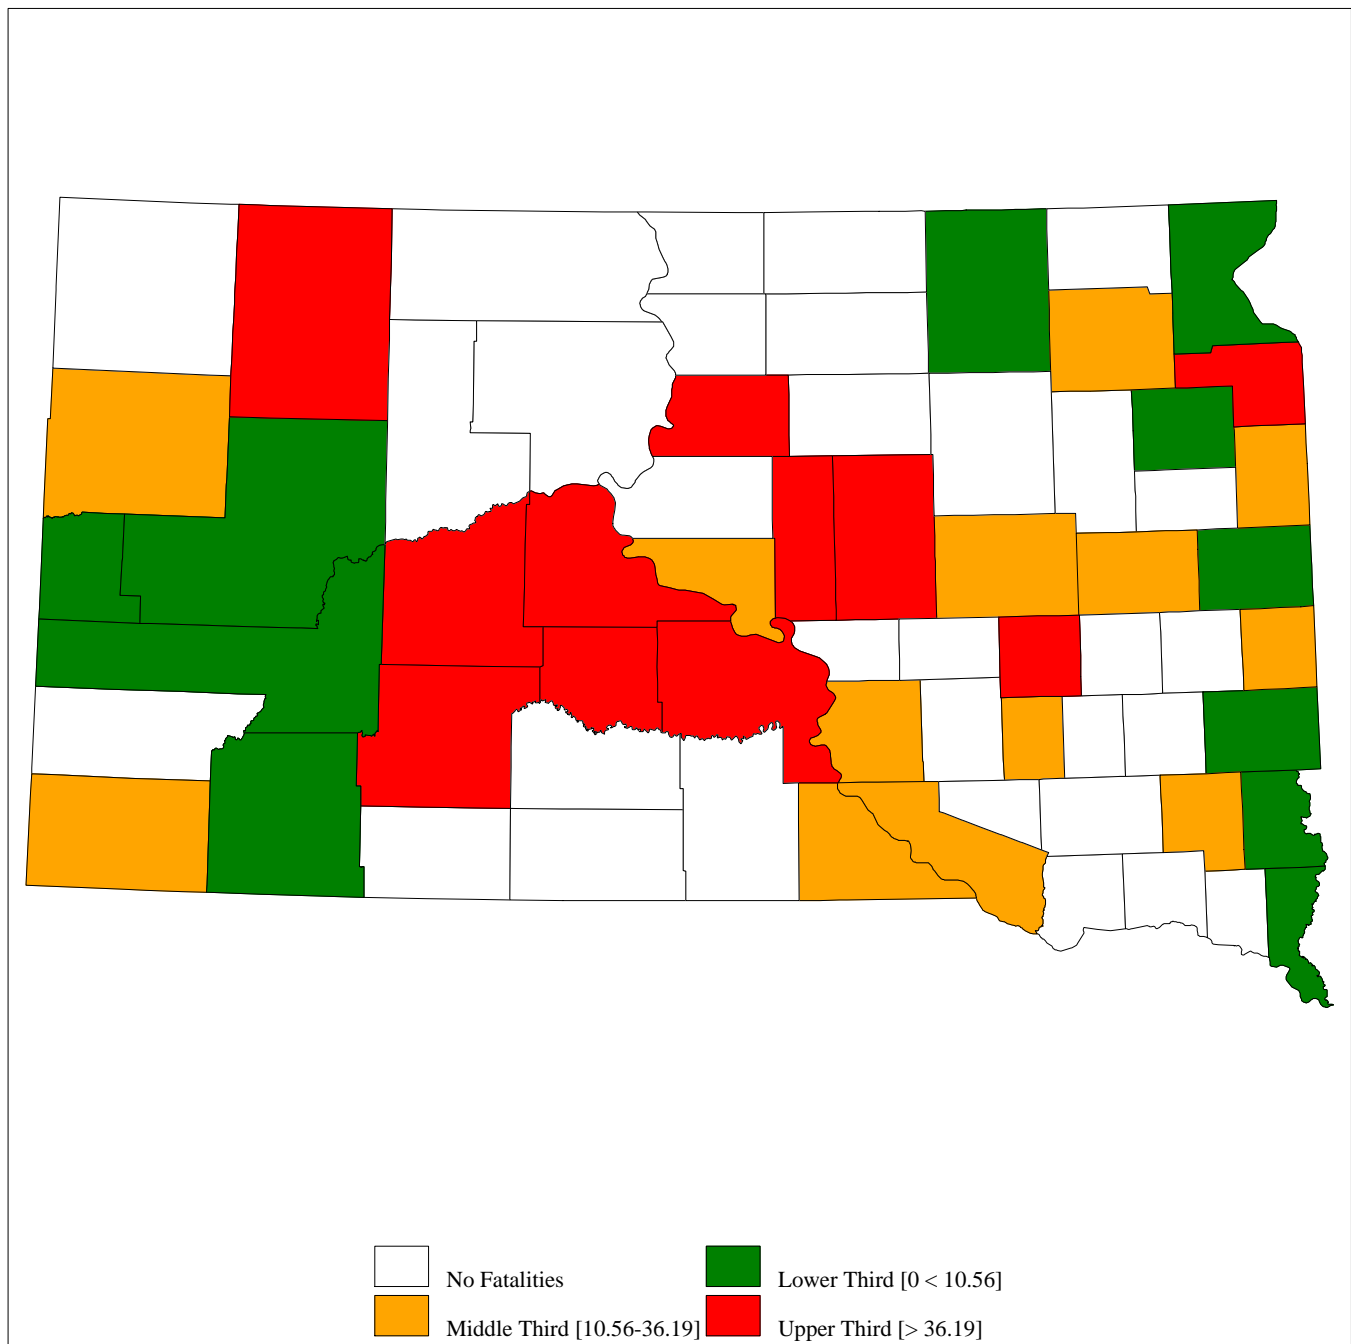 No Fatalities
Lower Third [0 < 10.56]
Middle Third [10.56-36.19]
Upper Third [> 36.19]